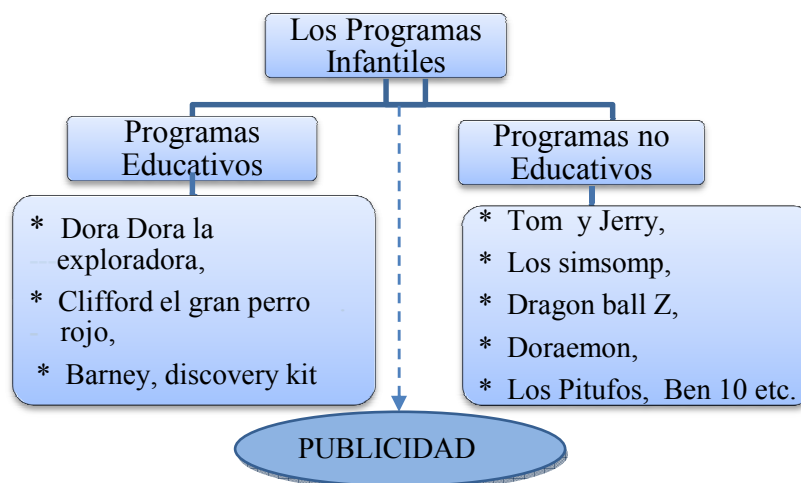 Los Programas
Infantiles
Programas
Educativos
* Dora Dora la
exploradora,
* Clifford el gran perro
rojo,
* Barney, discovery kit
Programas no
Educativos
* Tom y Jerry,
* Los simsomp,
* Dragon ball Z,
* Doraemon,
* Los Pitufos, Ben 10 etc.
PUBLICIDAD